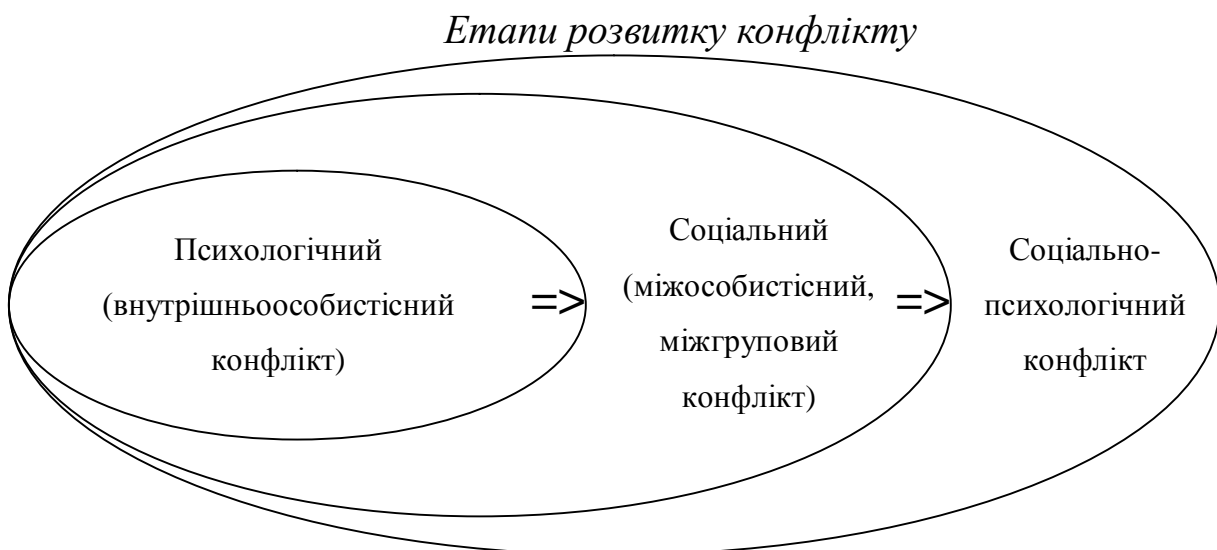 Етапи розвитку конфлікту
Психологічний
(внутрішньоособистісний
конфлікт)
=>
Соціальний
(міжособистісний,
міжгруповий
конфлікт)
=>
Соціально-
психологічний
конфлікт